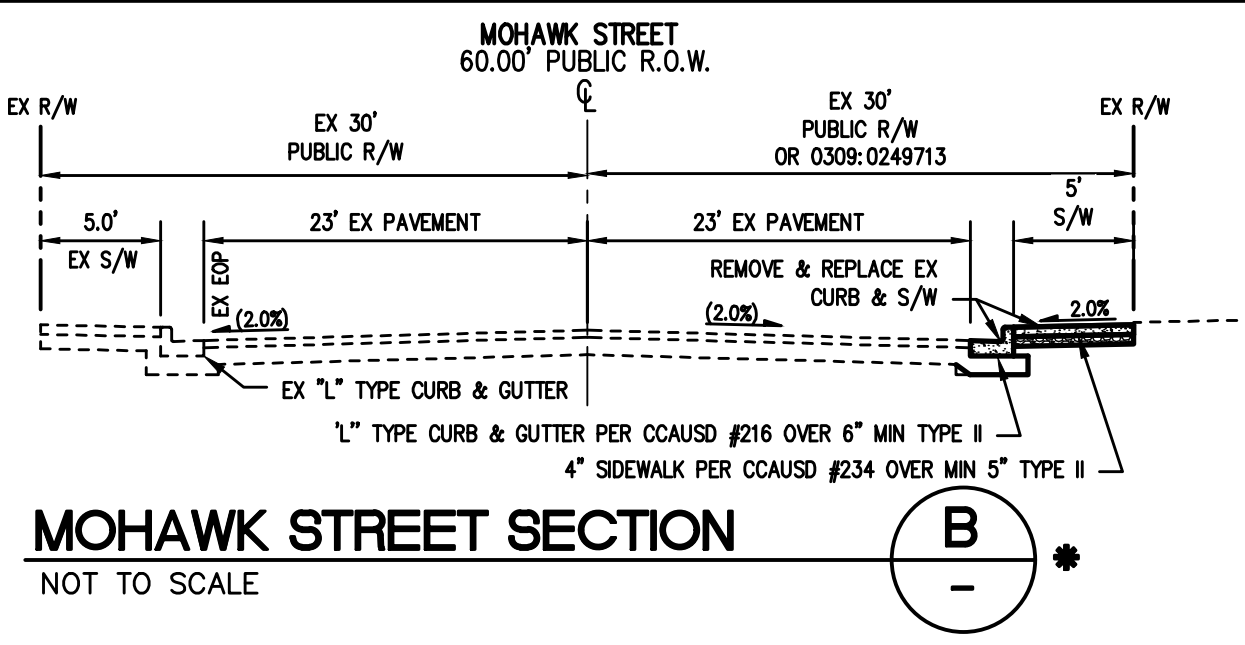 MOHAWK STREET
60.00' PUBLIC R.O.W.
℄
EX R/W
EX 30'
PUBLIC R/W
EX 30'
PUBLIC R/W
OR 0309:0249713
EX R/W
5.0'
EX S/W
23' EX PAVEMENT
23' EX PAVEMENT
5'
S/W
EX EOP
(2.0%)
(2.0%)
REMOVE & REPLACE EX
CURB & S/W
2.0%
EX "L" TYPE CURB & GUTTER
'L" TYPE CURB & GUTTER PER CCAUSD #216 OVER 6" MIN TYPE II
4" SIDEWALK PER CCAUSD #234 OVER MIN 5" TYPE II
MOHAWK STREET SECTION
NOT TO SCALE
B
-
*